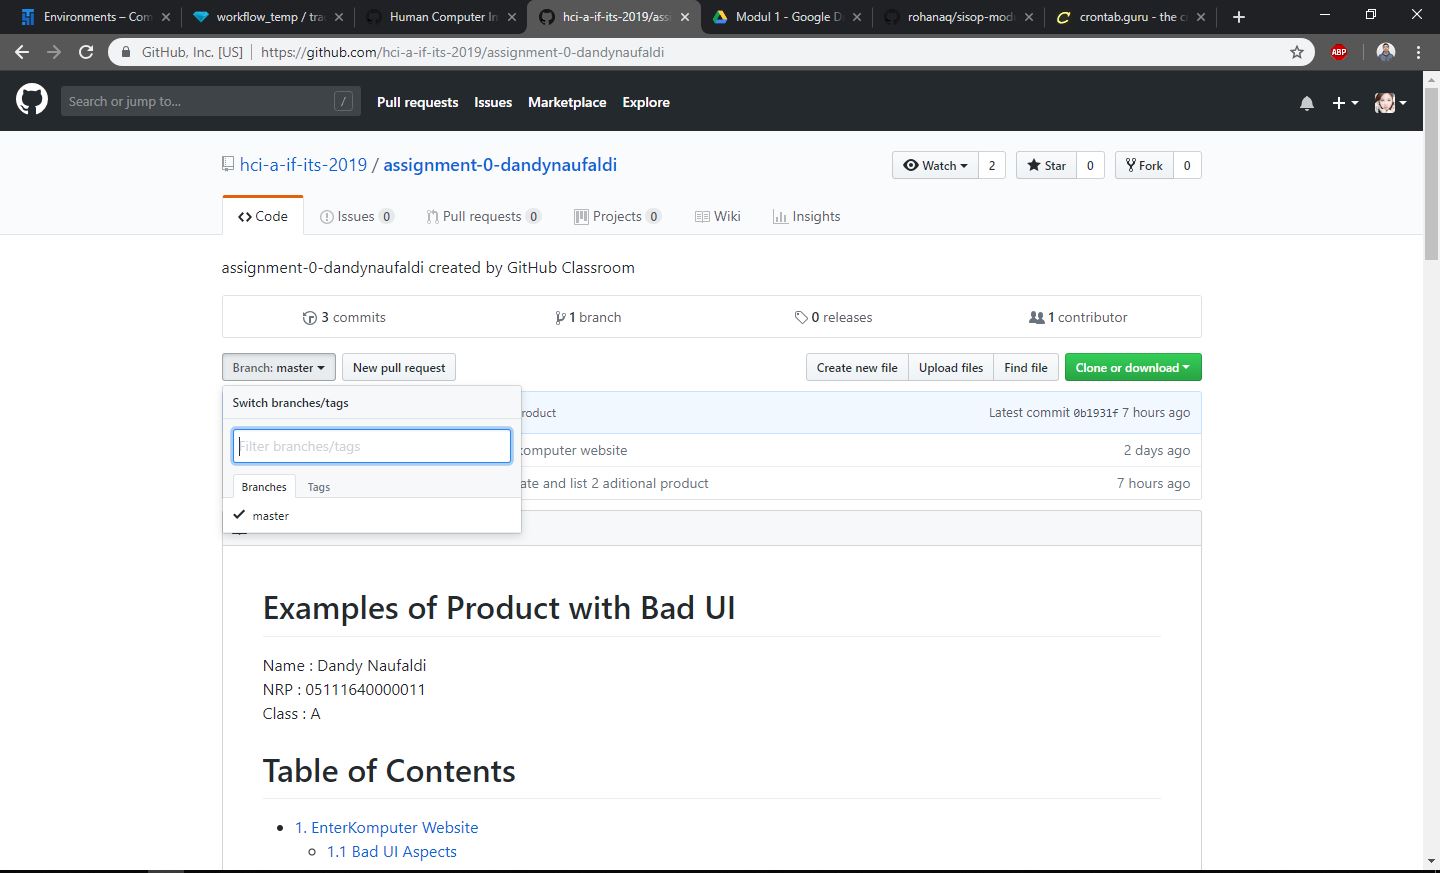 Environments – Com
workflow_temp / tra
Human Computer In
hci-a-if-its-2019/ass
Modul 1 - Google D
rohanaq/sisop-mod
crontab.guru - the c
GitHub, Inc. [US] | https://github.com/hci-a-if-its-2019/assignment-0-dandynaufaldi
ABP
Search or jump to... /
Pull requests Issues Marketplace Explore
hci-a-if-its-2019 / assignment-0-dandynaufaldi
Watch 2 Star 0 Fork 0
Code Issues 0 Pull requests 0 Projects 0 Wiki Insights
assignment-0-dandynaufaldi created by GitHub Classroom
3 commits 1 branch 0 releases 1 contributor
Branch: master New pull request Create new file Upload files Find file Clone or download
Switch branches/tags
roduct Latest commit 0b1931f 7 hours ago
Filter branches/tags
komputer website 2 days ago
Branches Tags
ate and list 2 aditional product 7 hours ago
master
Examples of Product with Bad UI
Name : Dandy Naufaldi
NRP : 05111640000011
Class : A
Table of Contents
1. EnterKomputer Website
1.1 Bad UI Aspects